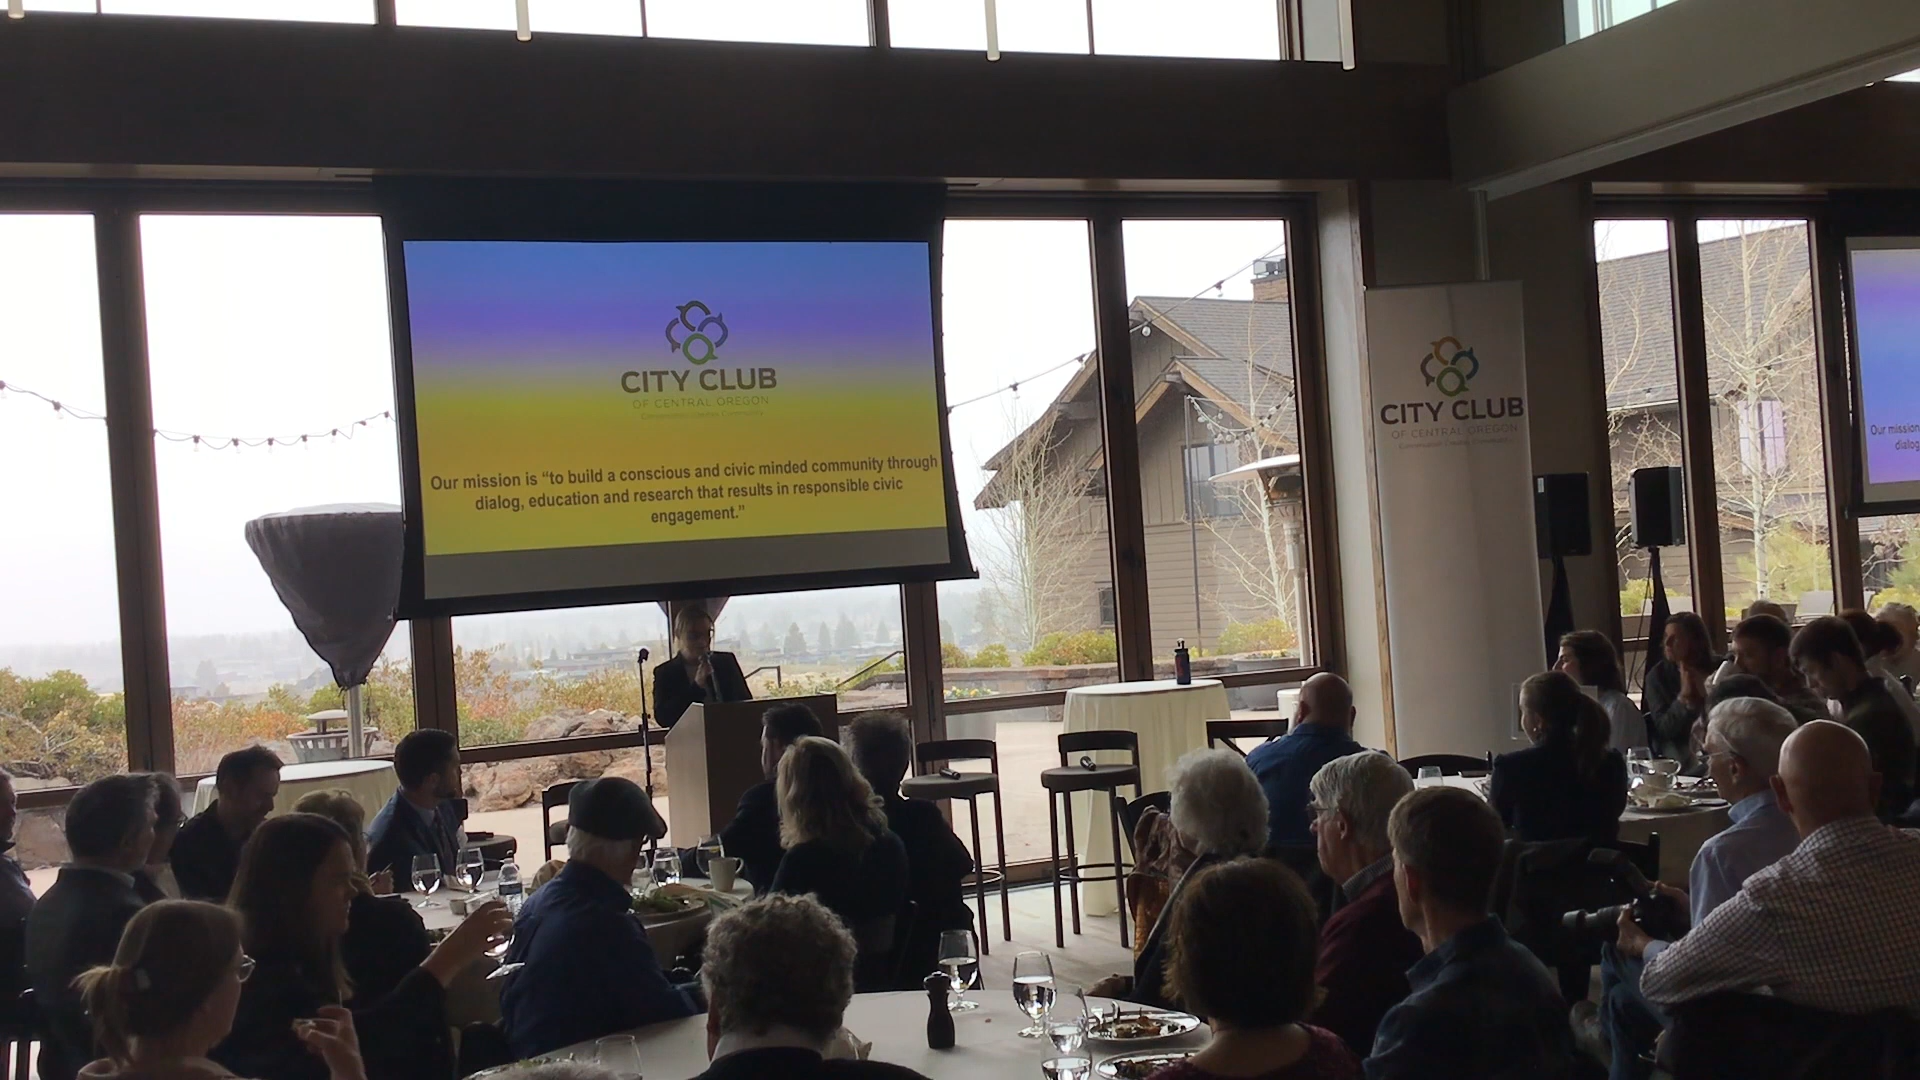 CITY CLUB
OF CENTRAL OREGON
Our mission is “to build a conscious and civic minded community through
dialog, education and research that results in responsible civic
engagement.”
CITY CLUB
OF CENTRAL OREGON
Our mission
dialog